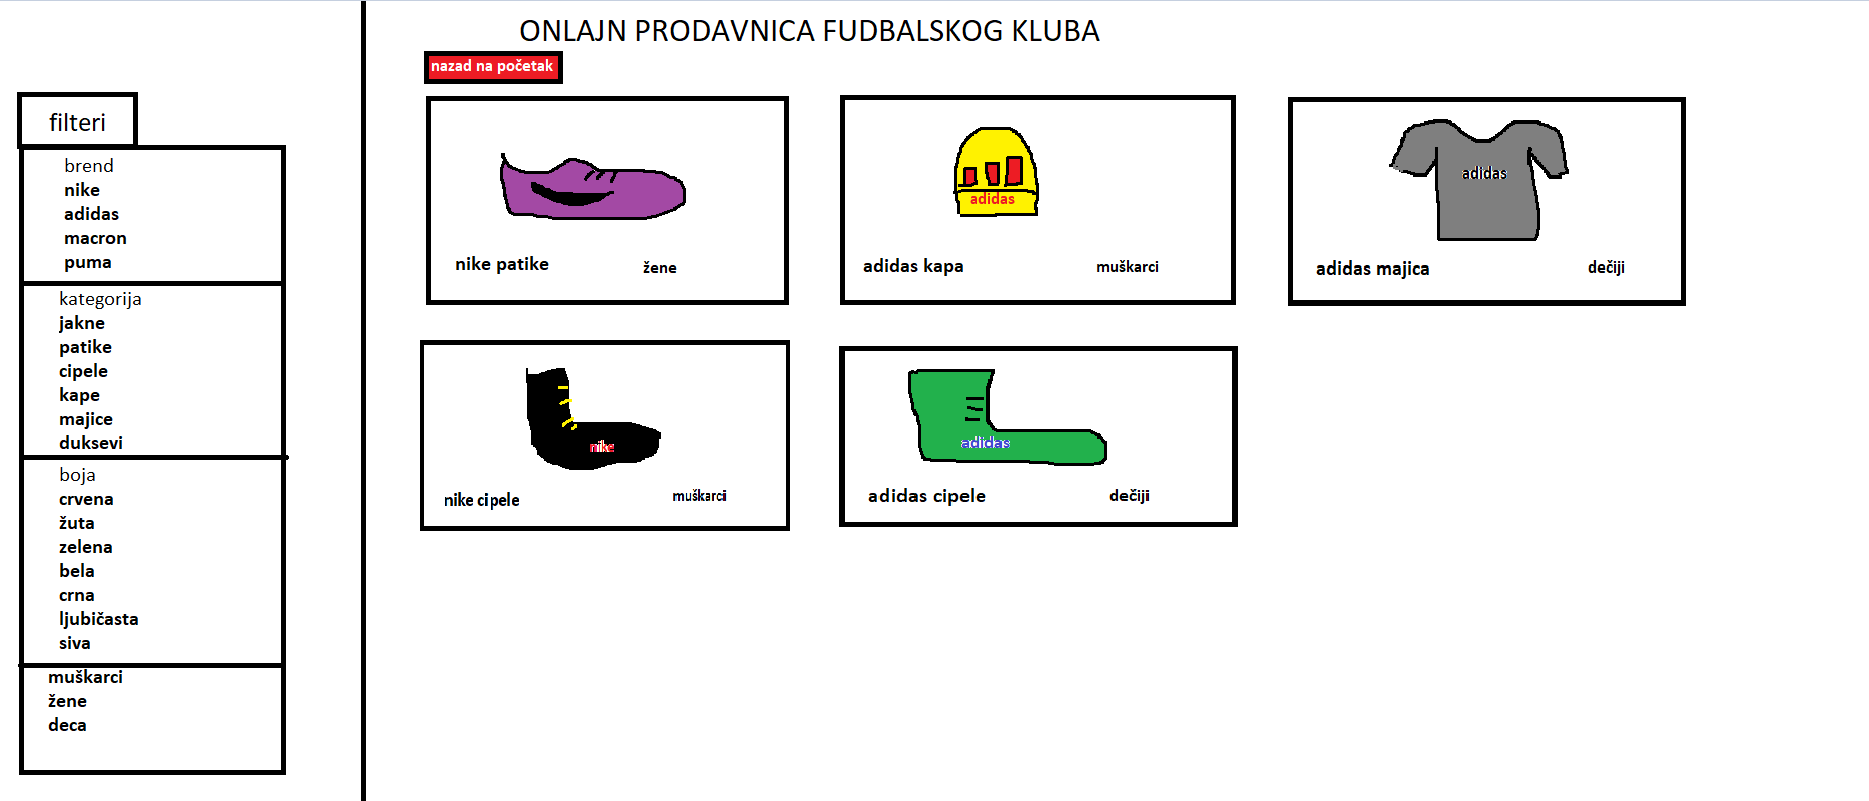 ONLAJN PRODAVNICA FUDBALSKOG KLUBA
nazad na početak
filteri
brend
nike
adidas
macron
puma
kategorija
jakne
patike
cipele
kape
majice
duksevi
boja
crvena
žuta
zelena
bela
crna
ljubičasta
siva
muškarci
žene
deca
nike patike
žene
adidas
adidas kapa
muškarci
adidas
adidas majica
dečiji
nike
nike cipele
muškarci
adidas
adidas cipele
dečiji